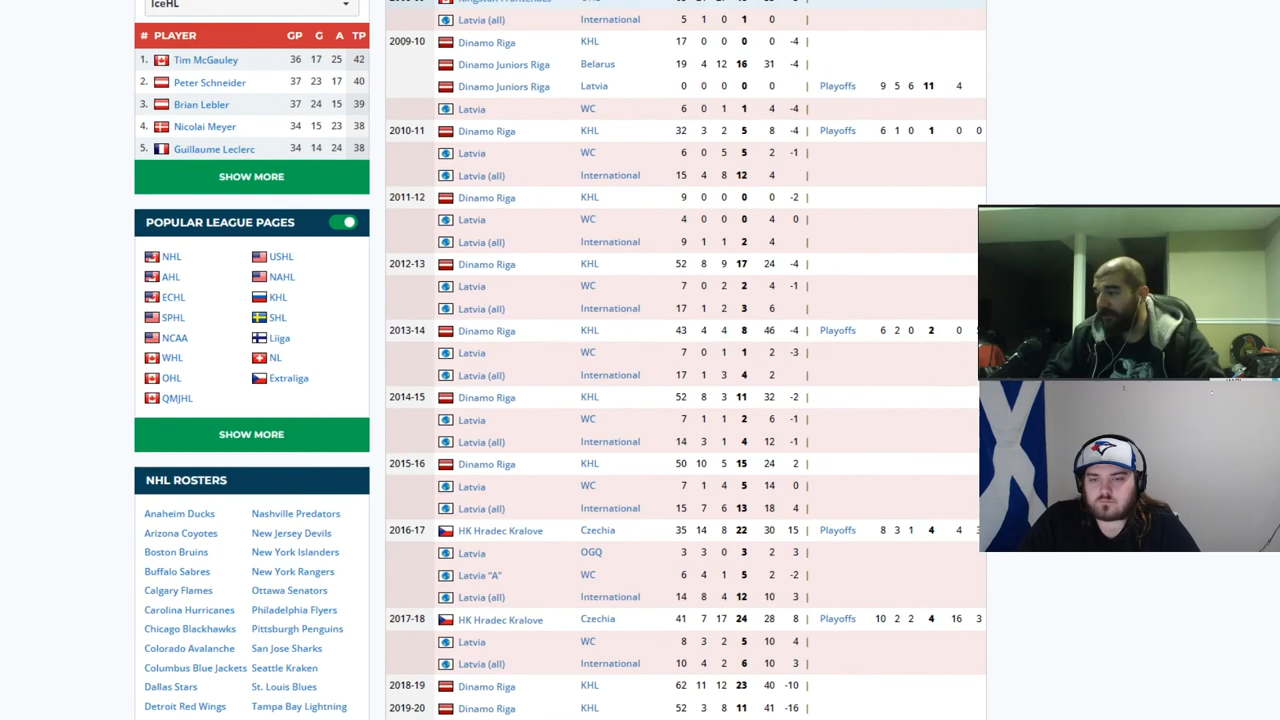 IceHL
# PLAYER GP G A TP
1. Tim McGauley 36 17 25 42
2. Peter Schneider 37 23 17 40
3. Brian Lebler 37 24 15 39
4. Nicolai Meyer 34 15 23 38
5. Guillaume Leclerc 34 14 24 38
SHOW MORE
POPULAR LEAGUE PAGES
NHL USHL
AHL NAHL
ECHL KHL
SPHL SHL
NCAA Liiga
WHL NL
OHL Extraliga
QMJHL
SHOW MORE
NHL ROSTERS
Anaheim Ducks Nashville Predators
Arizona Coyotes New Jersey Devils
Boston Bruins New York Islanders
Buffalo Sabres New York Rangers
Calgary Flames Ottawa Senators
Carolina Hurricanes Philadelphia Flyers
Chicago Blackhawks Pittsburgh Penguins
Colorado Avalanche San Jose Sharks
Columbus Blue Jackets Seattle Kraken
Dallas Stars St. Louis Blues
Detroit Red Wings Tampa Bay Lightning
Latvia (all) International 5 1 0 1 0 |
2009-10 Dinamo Riga KHL 17 0 0 0 0 -4 |
Dinamo Juniors Riga Belarus 19 4 12 16 31 -4 |
Dinamo Juniors Riga Latvia 0 0 0 0 0 | Playoffs 9 5 6 11 4
Latvia WC 6 0 1 1 4 -4 |
2010-11 Dinamo Riga KHL 32 3 2 5 8 -4 | Playoffs 6 1 0 1 0 0
Latvia WC 6 0 5 5 2 -1 |
Latvia (all) International 15 4 8 12 4 |
2011-12 Dinamo Riga KHL 9 0 0 0 0 -2 |
Latvia WC 4 0 0 0 4 0 |
Latvia (all) International 9 1 1 2 4 |
2012-13 Dinamo Riga KHL 52 8 9 17 24 -4 |
Latvia WC 7 0 2 2 4 -1 |
Latvia (all) International 17 1 2 3 6 |
2013-14 Dinamo Riga KHL 43 4 4 8 46 -4 | Playoffs 6 2 0 2 0
Latvia WC 7 0 1 1 2 -3 |
Latvia (all) International 17 1 3 4 2 |
2014-15 Dinamo Riga KHL 52 8 3 11 32 -2 |
Latvia WC 7 1 1 2 6 -1 |
Latvia (all) International 14 3 1 4 12 -1 |
2015-16 Dinamo Riga KHL 50 10 5 15 24 2 |
Latvia WC 7 1 4 5 14 0 |
Latvia (all) International 15 7 6 13 18 4 |
2016-17 HK Hradec Kralove Czechia 35 14 8 22 30 15 | Playoffs 8 3 1 4 4
Latvia OGQ 3 3 0 3 2 3 |
Latvia "A" WC 6 4 1 5 2 -2 |
Latvia (all) International 14 8 4 12 10 3 |
2017-18 HK Hradec Kralove Czechia 41 7 17 24 28 8 | Playoffs 10 2 2 4 16 3
Latvia WC 8 3 2 5 10 4 |
Latvia (all) International 10 4 2 6 10 3 |
2018-19 Dinamo Riga KHL 62 11 12 23 40 -10 |
2019-20 Dinamo Riga KHL 52 3 8 11 41 -16 |